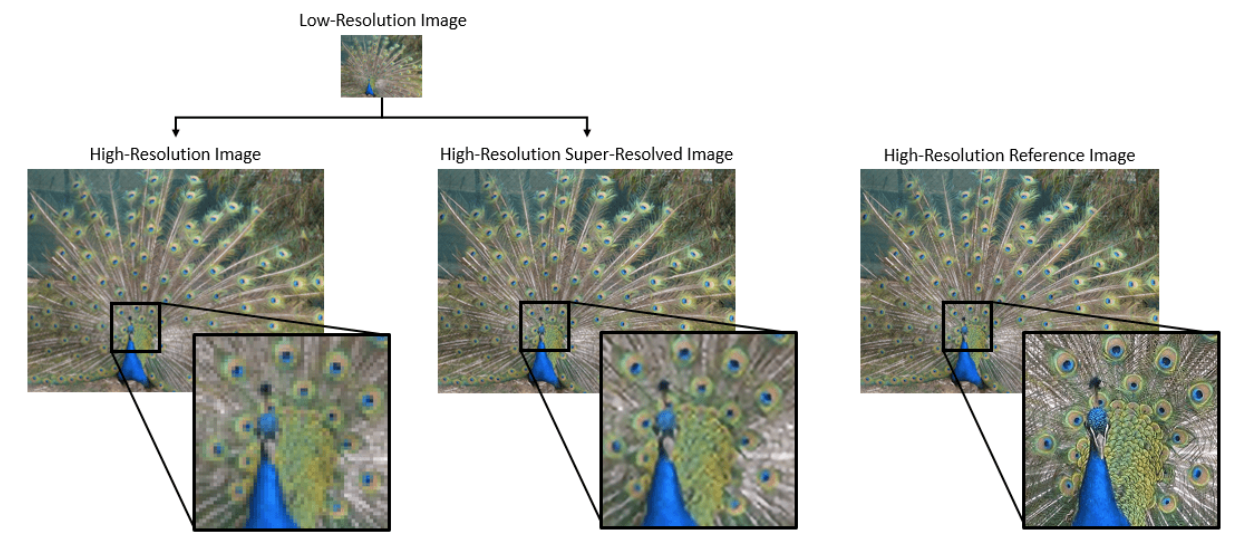 Low-Resolution Image
High-Resolution Image
High-Resolution Super-Resolved Image
High-Resolution Reference Image